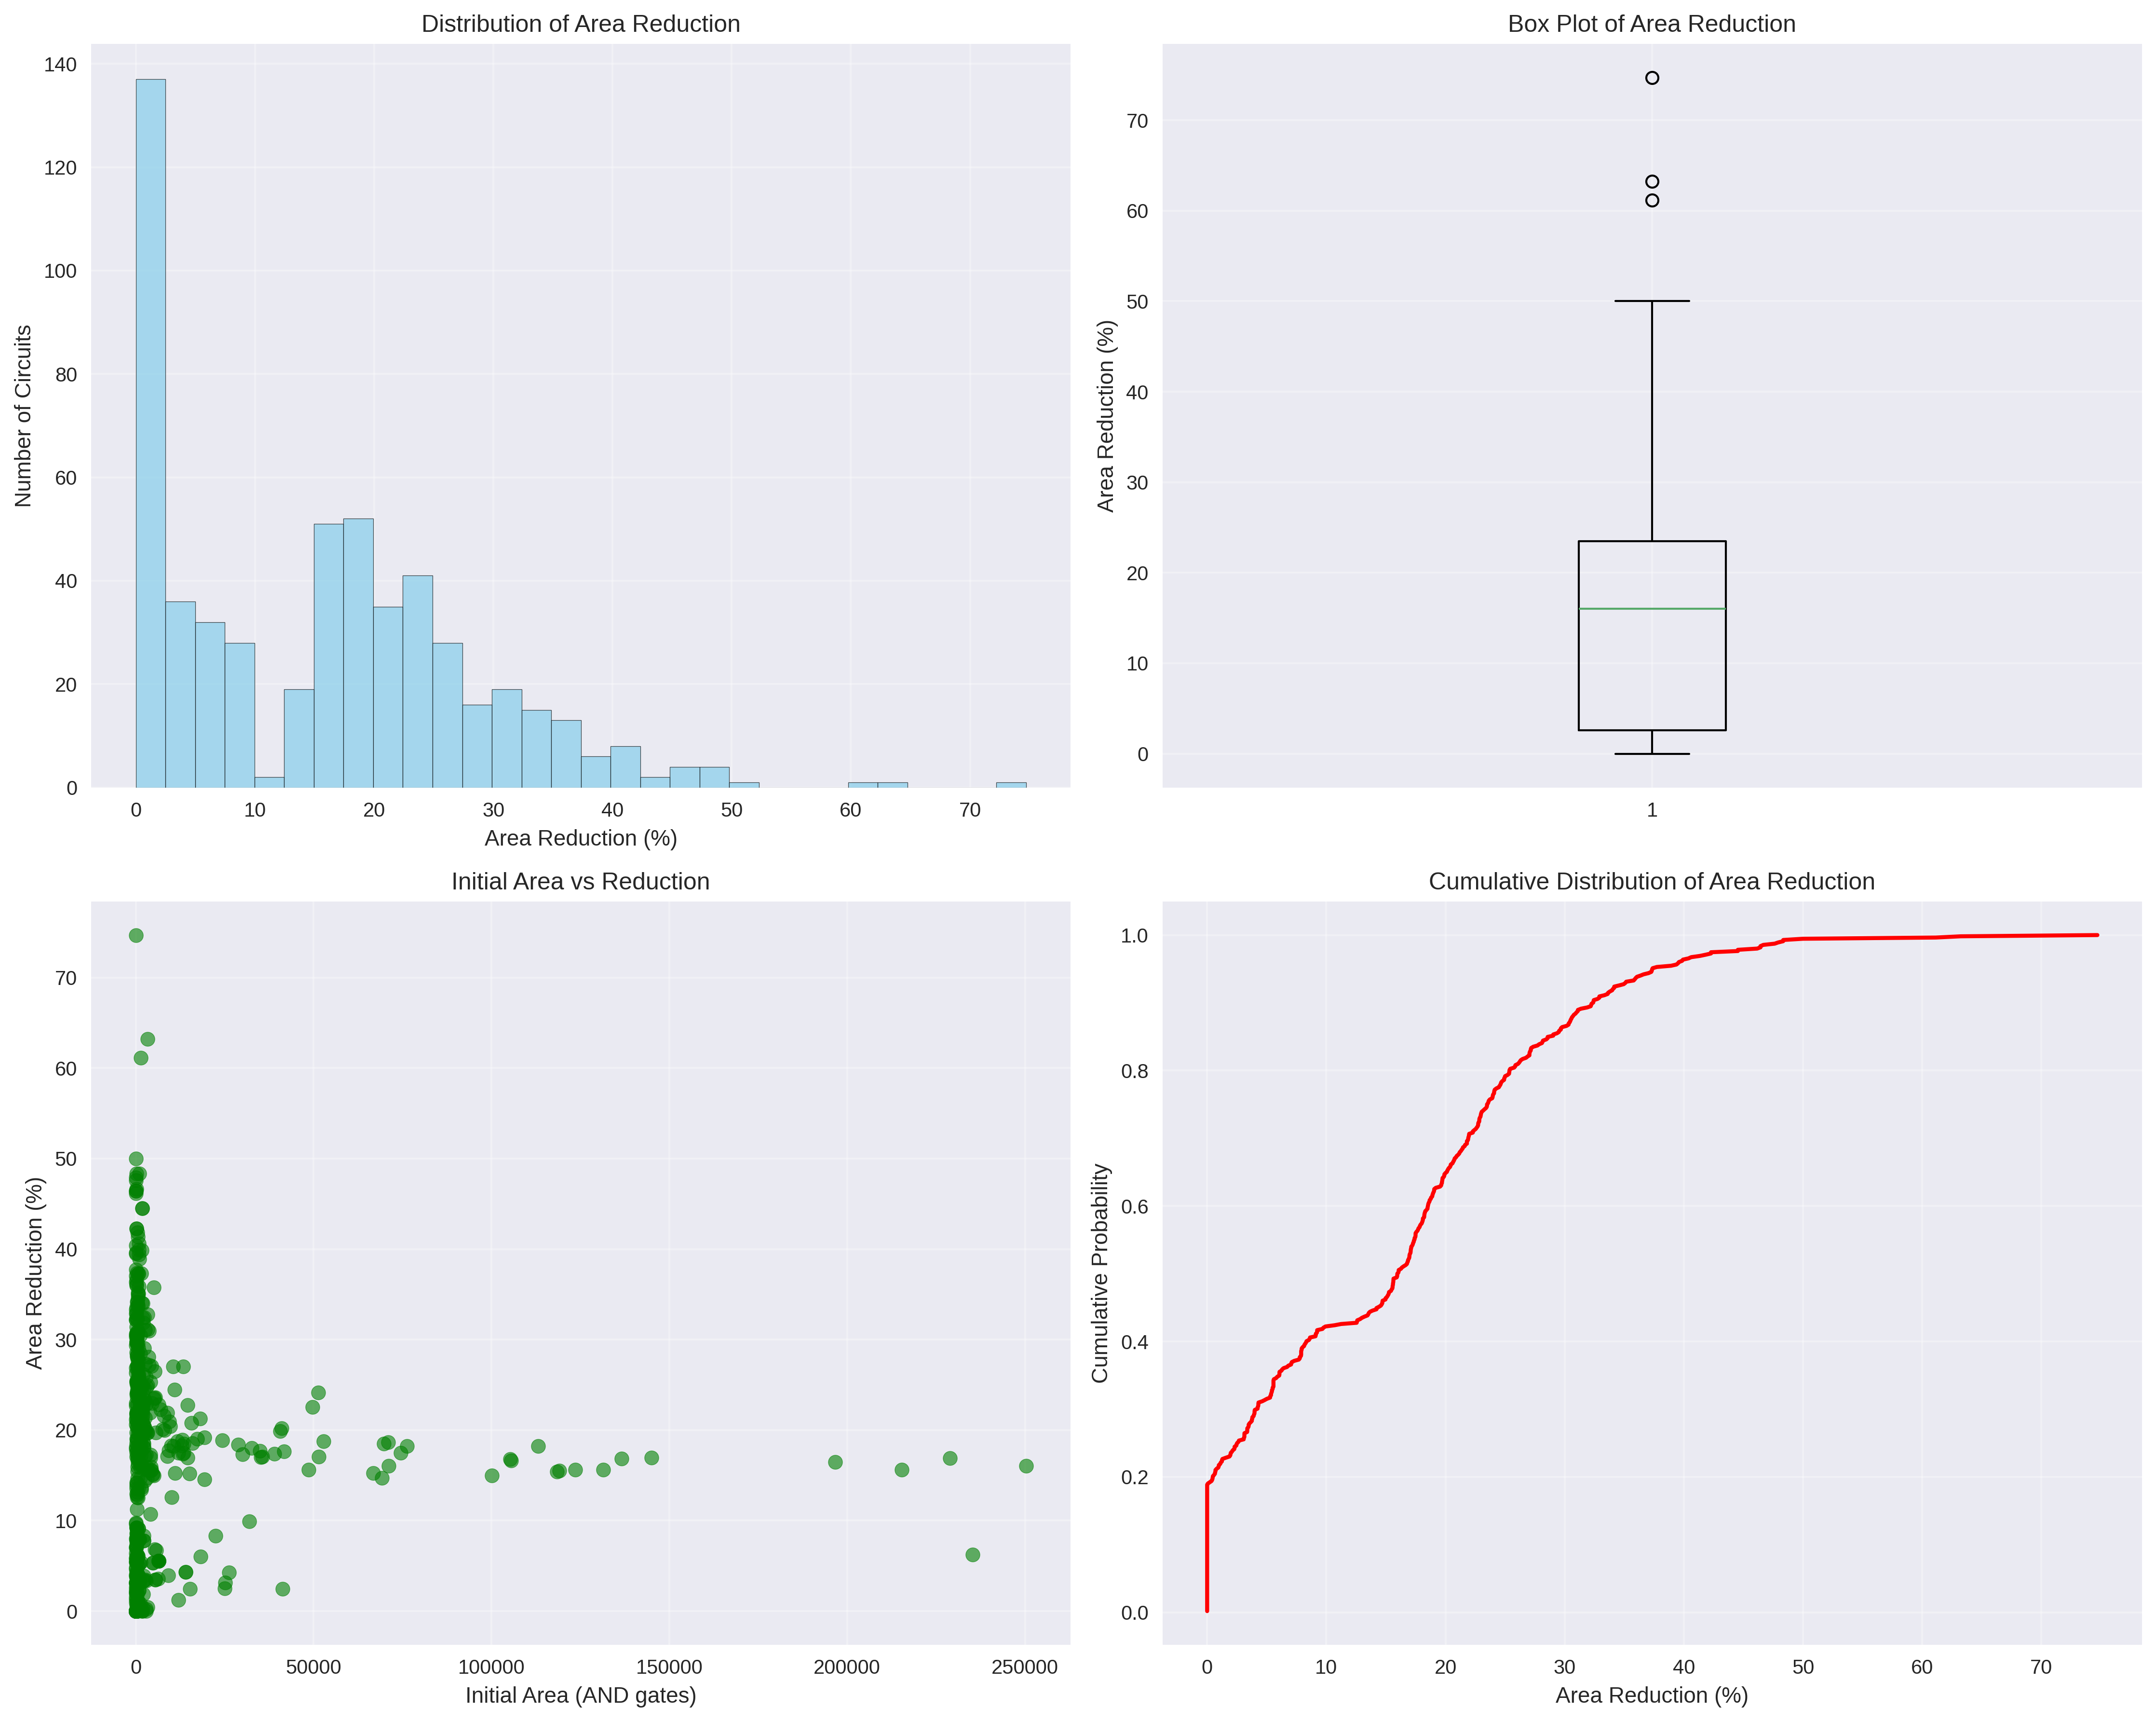 Distribution of Area Reduction
140
120
100
80
60
40
20
0
Number of Circuits
0 10 20 30 40 50 60 70
Area Reduction (%)
Box Plot of Area Reduction
70
60
50
40
30
20
10
0
Area Reduction (%)
1
Initial Area vs Reduction
70
60
50
40
30
20
10
0
Area Reduction (%)
0 50000 100000 150000 200000 250000
Initial Area (AND gates)
Cumulative Distribution of Area Reduction
1.0
0.8
0.6
0.4
0.2
0.0
Cumulative Probability
0 10 20 30 40 50 60 70
Area Reduction (%)